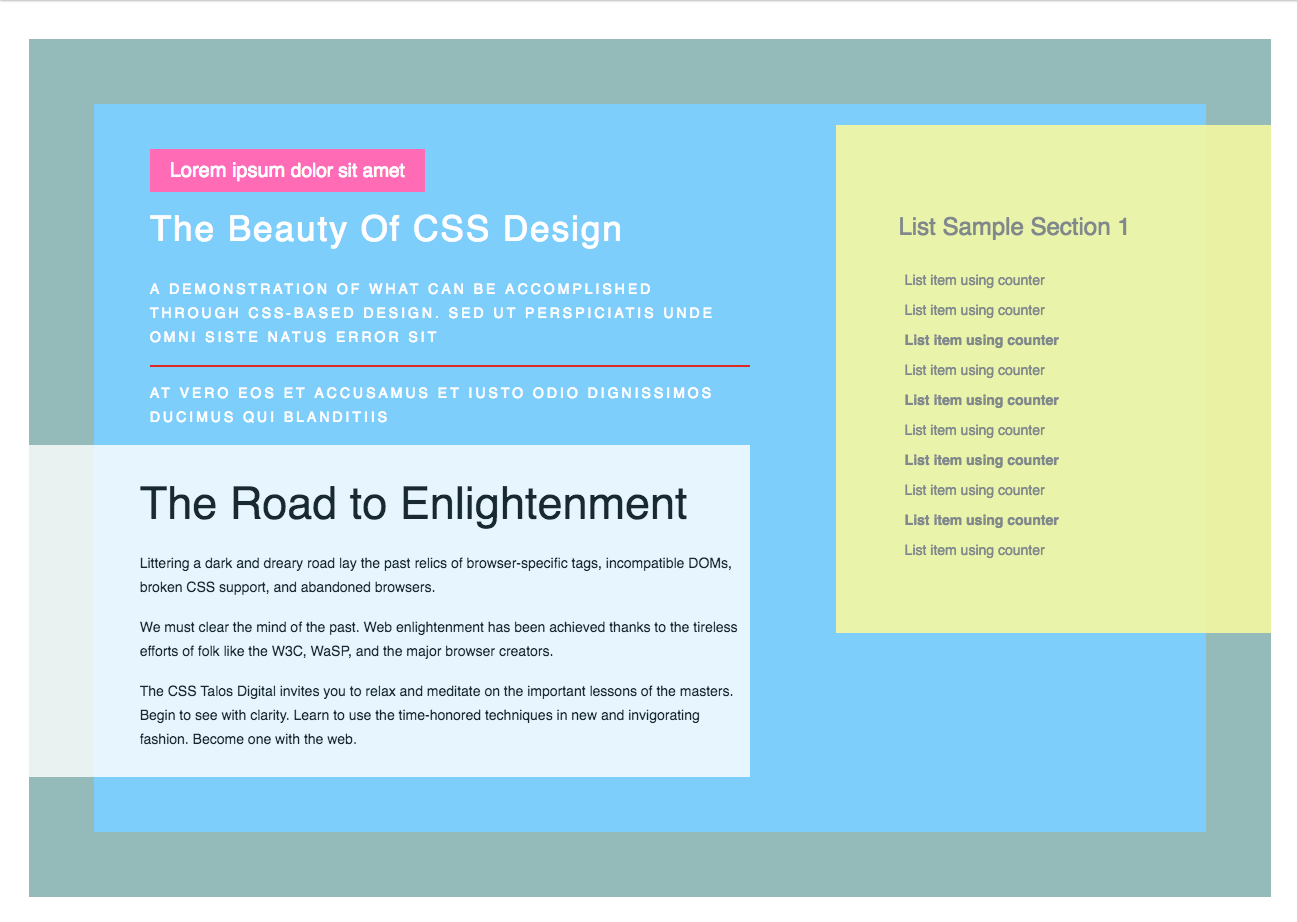 Lorem ipsum dolor sit amet
The Beauty Of CSS Design
A DEMONSTRATION OF WHAT CAN BE ACCOMPLISHED
THROUGH CSS-BASED DESIGN. SED UT PERSPICIATIS UNDE
OMNI SISTE NATUS ERROR SIT
AT VERO EOS ET ACCUSAMUS ET IUSTO ODIO DIGNISSIMOS
DUCIMUS QUI BLANDITIIS
The Road to Enlightenment
Littering a dark and dreary road lay the past relics of browser-specific tags, incompatible DOMs,
broken CSS support, and abandoned browsers.
We must clear the mind of the past. Web enlightenment has been achieved thanks to the tireless
efforts of folk like the W3C, WaSP, and the major browser creators.
The CSS Talos Digital invites you to relax and meditate on the important lessons of the masters.
Begin to see with clarity. Learn to use the time-honored techniques in new and invigorating
fashion. Become one with the web.
List Sample Section 1
List item using counter
List item using counter
List item using counter
List item using counter
List item using counter
List item using counter
List item using counter
List item using counter
List item using counter
List item using counter